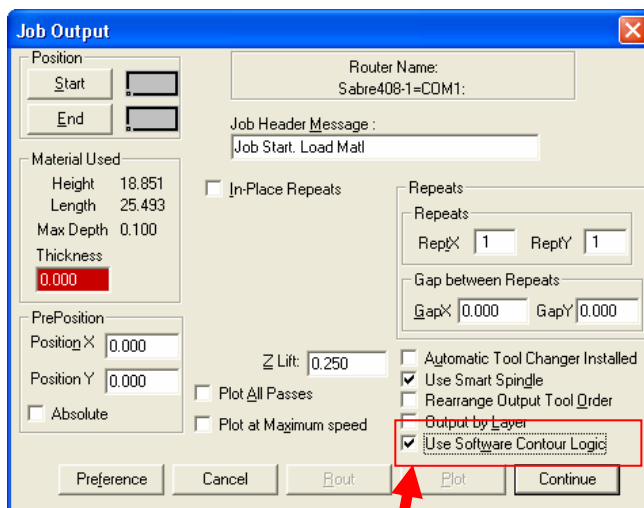 Job Output
Position
Start
End
Router Name:
Sabre408-1=COM1:
Job Header Message :
Job Start. Load Matl
Material Used
Height 18.851
Length 25.493
Max Depth 0.100
Thickness
0.000
In-Place Repeats
Repeats
Repeats
ReptX 1 ReptY 1
Gap between Repeats
GapX 0.000 GapY 0.000
PrePosition
Position X 0.000
Position Y 0.000
Absolute
Z Lift: 0.250
Plot All Passes
Plot at Maximum speed
Automatic Tool Changer Installed
Use Smart Spindle
Rearrange Output Tool Order
Output by Layer
Use Software Contour Logic
Preference Cancel Rout Plot Continue